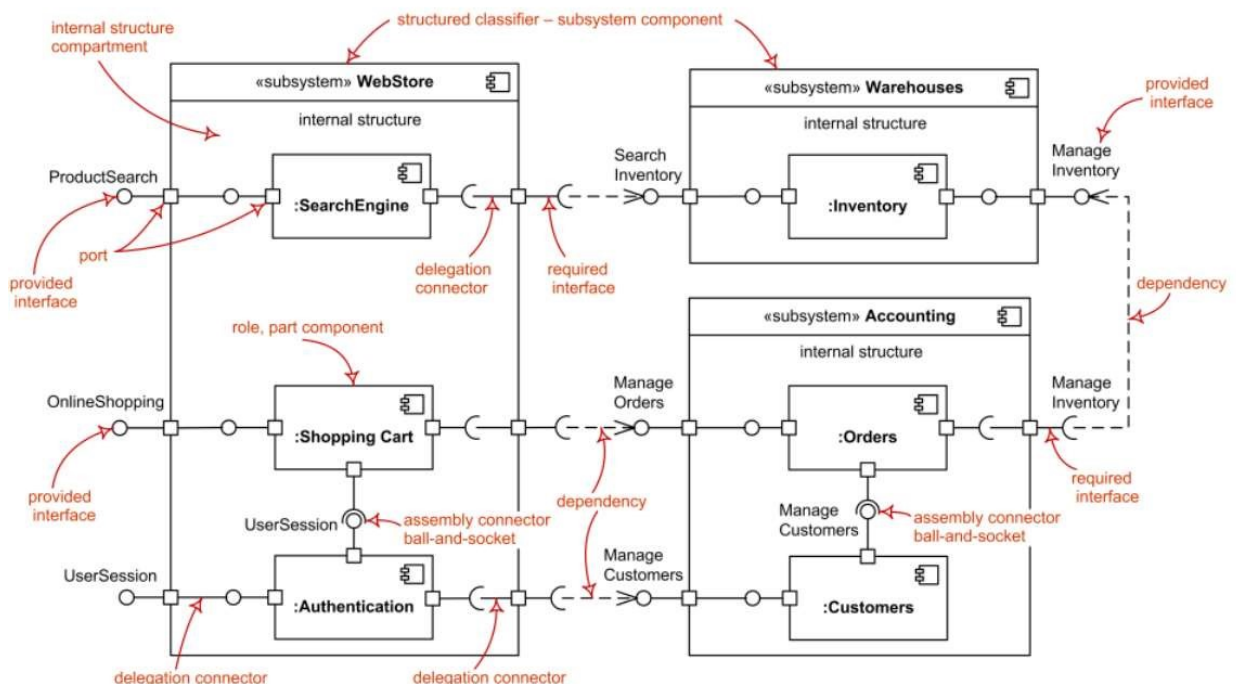 structured classifier – subsystem component
internal structure
compartment
«subsystem» WebStore
internal structure
«subsystem» Warehouses
internal structure
provided
interface
ProductSearch
:SearchEngine
Search
Inventory
:Inventory
Manage
Inventory
port
provided
interface
delegation
connector
required
interface
dependency
role, part component
«subsystem» Accounting
internal structure
OnlineShopping
:Shopping Cart
Manage
Orders
:Orders
Manage
Inventory
provided
interface
dependency
required
interface
UserSession
assembly connector
ball-and-socket
Manage
Customers
assembly connector
ball-and-socket
UserSession
:Authentication
Manage
Customers
:Customers
delegation connector
delegation connector